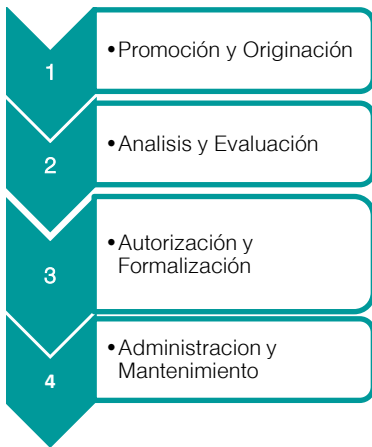 1
•Promoción y Originación
2
•Analisis y Evaluación
3
•Autorización y
Formalización
4
•Administracion y
Mantenimiento